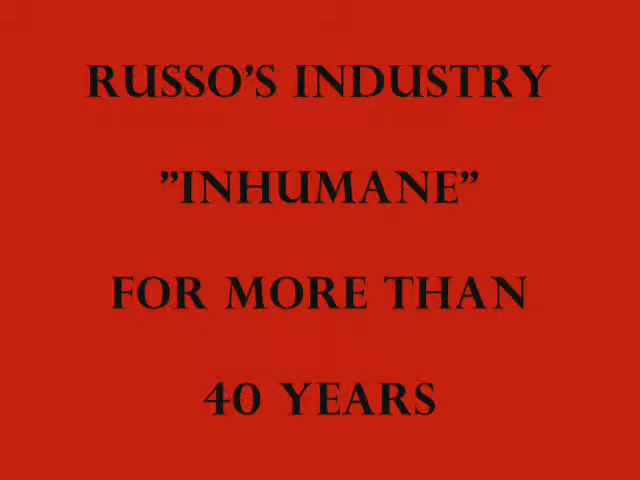 RUSSO'S INDUSTRY
"INHUMANE"
FOR MORE THAN
40 YEARS